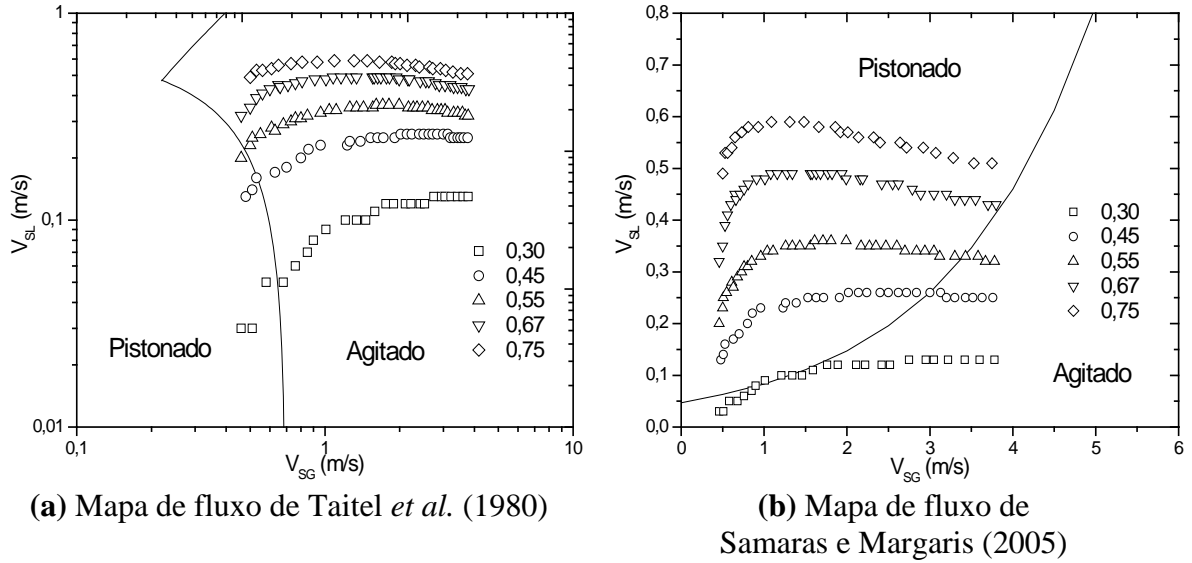 1
0,1
0,01
0,1
1
10
V_SL (m/s)
V_SG (m/s)
Pistonado
Agitado
0,30
0,45
0,55
0,67
0,75
(a) Mapa de fluxo de Taitel et al. (1980)
0,8
0,7
0,6
0,5
0,4
0,3
0,2
0,1
0,0
0
1
2
3
4
5
6
V_SL (m/s)
V_SG (m/s)
Pistonado
Agitado
0,30
0,45
0,55
0,67
0,75
(b) Mapa de fluxo de
Samaras e Margaris (2005)